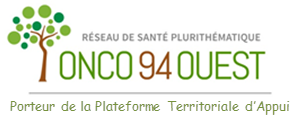 RÉSEAU DE SANTÉ PLURITHÉMATIQUE
ONCO 94 OUEST
Porteur de la Plateforme Territoriale d'Appui